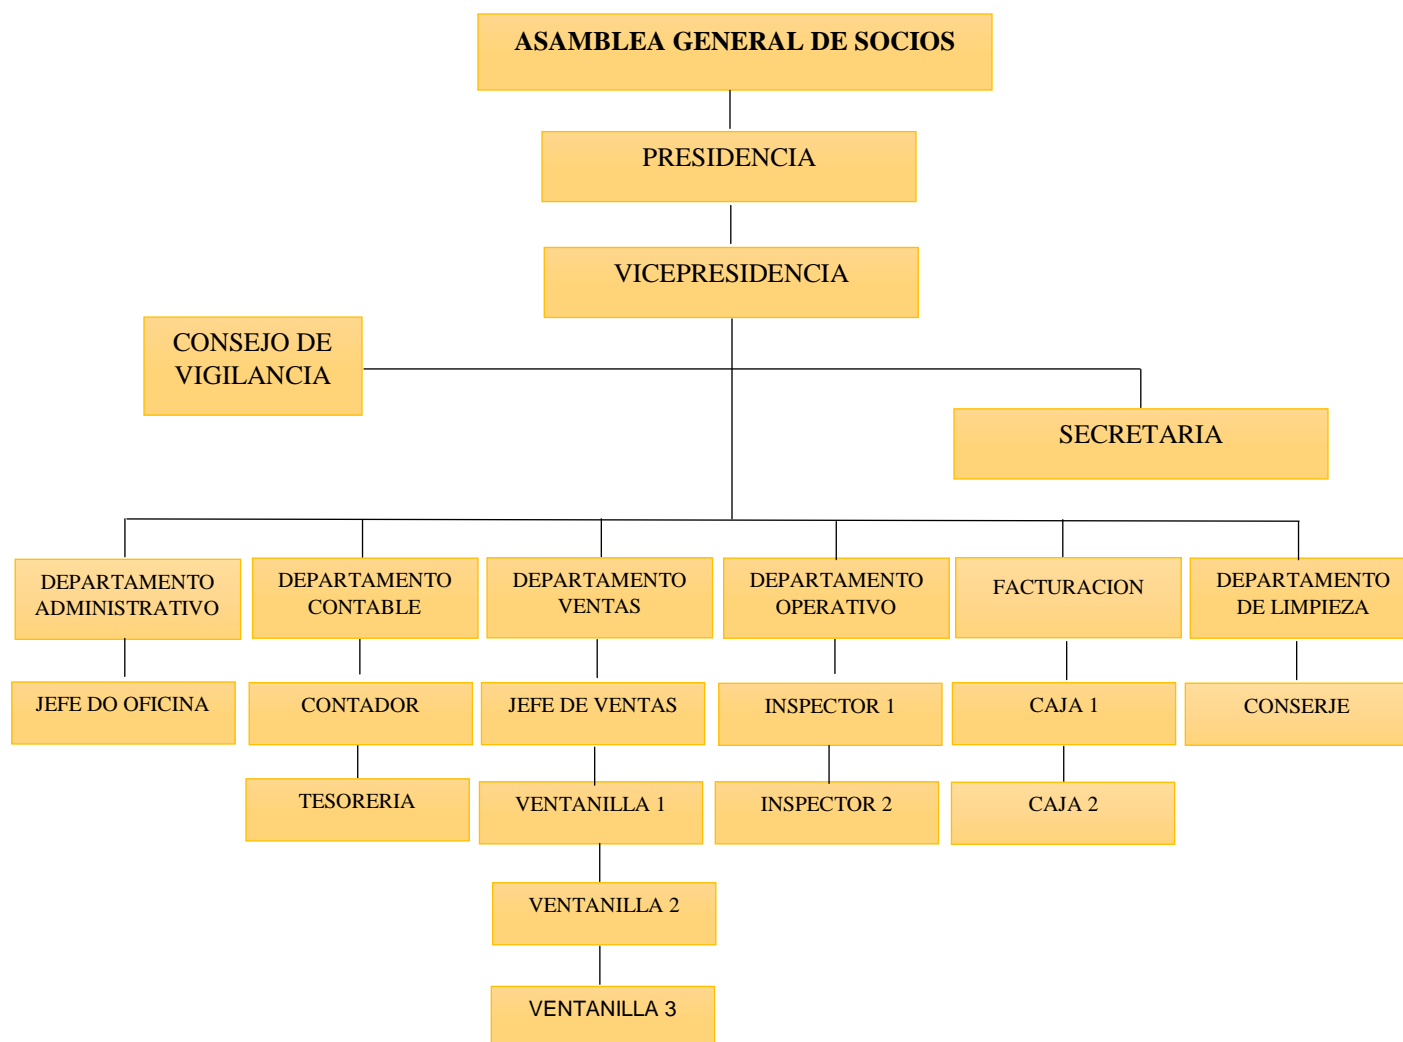 ASAMBLEA GENERAL DE SOCIOS
PRESIDENCIA
VICEPRESIDENCIA
CONSEJO DE
VIGILANCIA
SECRETARIA
DEPARTAMENTO
ADMINISTRATIVO
DEPARTAMENTO
CONTABLE
DEPARTAMENTO
VENTAS
DEPARTAMENTO
OPERATIVO
FACTURACION
DEPARTAMENTO
DE LIMPIEZA
JEFE DO OFICINA
CONTADOR
JEFE DE VENTAS
INSPECTOR 1
CAJA 1
CONSERJE
TESORERIA
VENTANILLA 1
INSPECTOR 2
CAJA 2
VENTANILLA 2
VENTANILLA 3